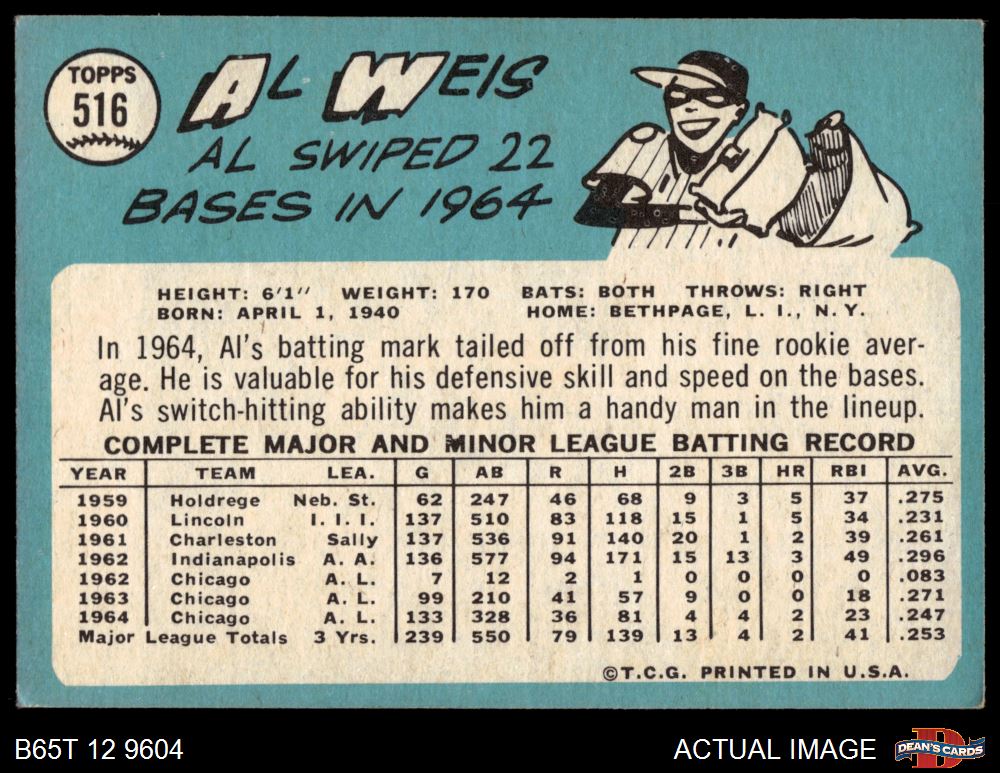 TOPPS
516
AL WEIS
AL SWIPED 22
BASES IN 1964
HEIGHT: 6'1" WEIGHT: 170 BATS: BOTH THROWS: RIGHT
BORN: APRIL 1, 1940 HOME: BETHPAGE, L. I., N. Y.
In 1964, Al's batting mark tailed off from his fine rookie aver-
age. He is valuable for his defensive skill and speed on the bases.
Al's switch-hitting ability makes him a handy man in the lineup.
COMPLETE MAJOR AND MINOR LEAGUE BATTING RECORD
YEAR TEAM LEA. G AB R H 2B 3B HR RBI AVG.
1959 Holdrege Neb. St. 62 247 46 68 9 3 5 37 .275
1960 Lincoln I. I. I. 137 510 83 118 15 1 5 34 .231
1961 Charleston Sally 137 536 91 140 20 1 2 39 .261
1962 Indianapolis A. A. 136 577 94 171 15 13 3 49 .296
1962 Chicago A. L. 7 12 2 1 0 0 0 0 .083
1963 Chicago A. L. 99 210 41 57 9 0 0 18 .271
1964 Chicago A. L. 133 328 36 81 4 4 2 23 .247
Major League Totals 3 Yrs. 239 550 79 139 13 4 2 41 .253
©T.C.G. PRINTED IN U.S.A.
B65T 12 9604
ACTUAL IMAGE
D
DEAN'S CARDS